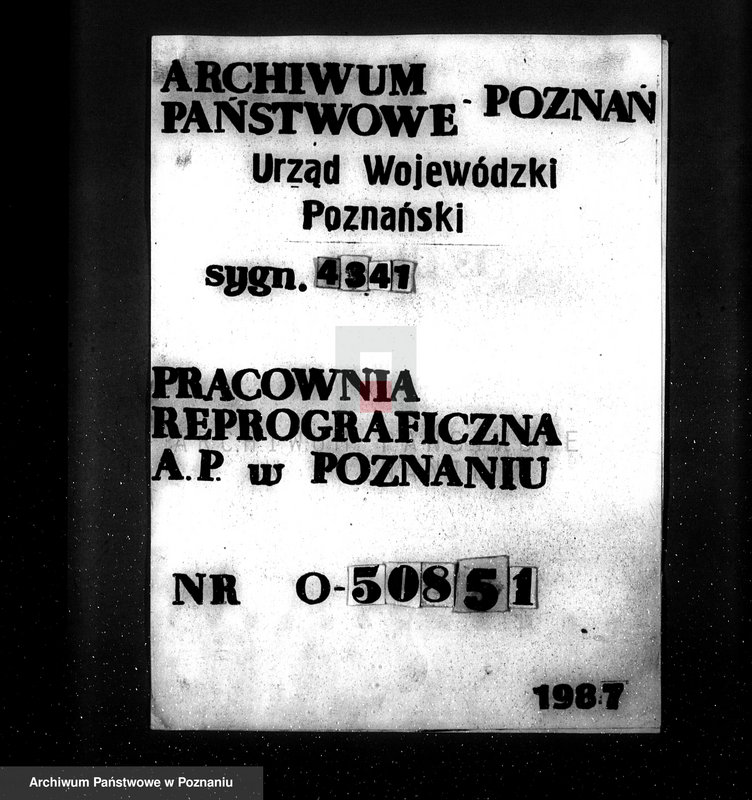 ARCHIWUM
PAŃSTWOWE - POZNAŃ
Urząd Wojewódzki
Poznański
sygn. 4341
PRACOWNIA
REPROGRAFICZNA
A.P. w POZNANIU
NR O-50851
1987
Archiwum Państwowe w Poznaniu